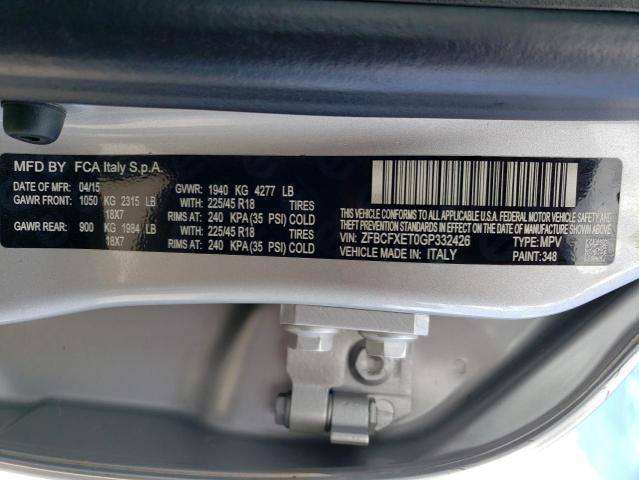 MFD BY FCA Italy S.p.A.
DATE OF MFR: 04/15 GVWR: 1940 KG 4277 LB
GAWR FRONT: 1050 KG 2315 LB WITH: 225/45 R18 TIRES
18X7 RIMS AT: 240 KPA(35 PSI) COLD
GAWR REAR: 900 KG 1984 LB WITH: 225/45 R18 TIRES
18X7 RIMS AT: 240 KPA(35 PSI) COLD
THIS VEHICLE CONFORMS TO ALL APPLICABLE U.S.A. FEDERAL MOTOR VEHICLE SAFETY, BUMPER AND
THEFT PREVENTION STANDARDS IN EFFECT ON THE DATE OF MANUFACTURE SHOWN ABOVE.
VIN: ZFBCFXET0GP332426 TYPE: MPV
VEHICLE MADE IN: ITALY PAINT:348